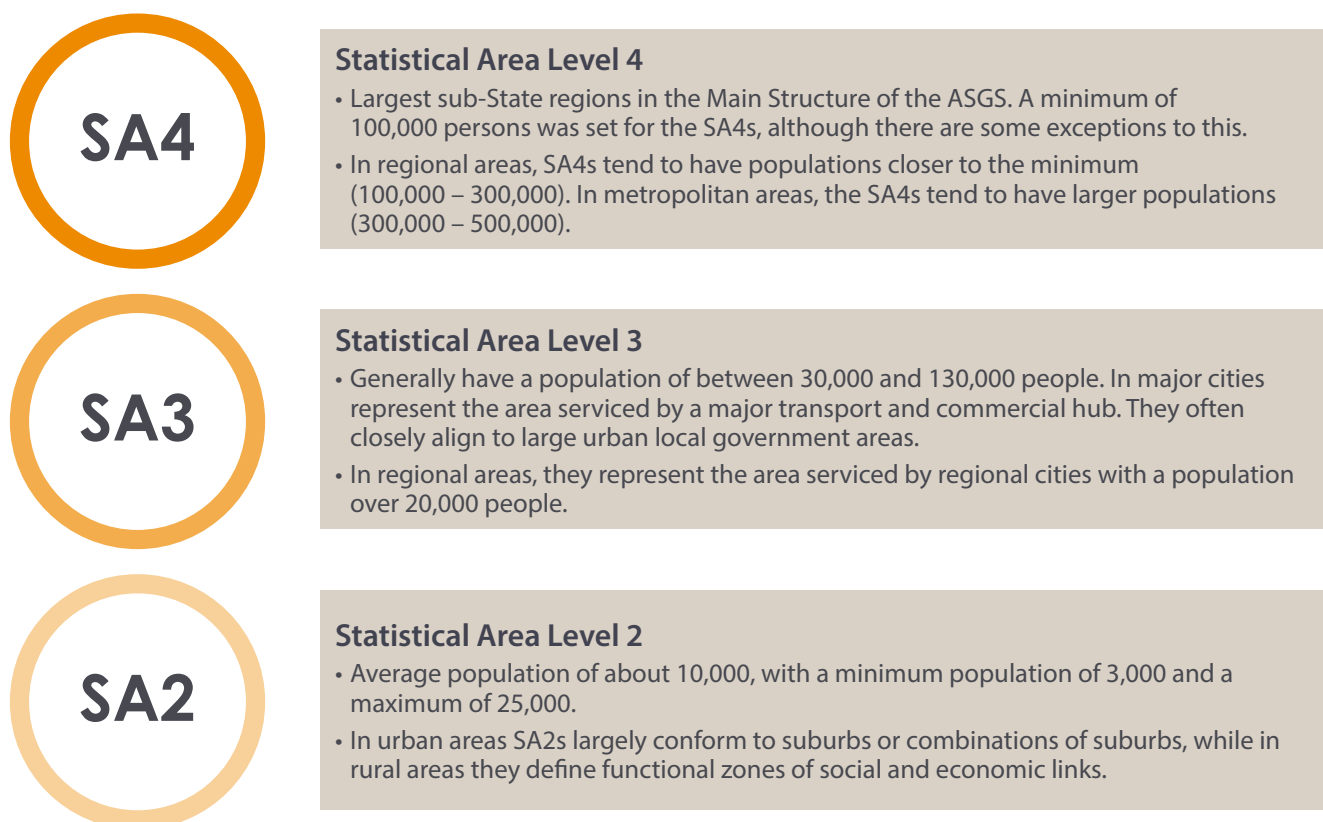 SA4
Statistical Area Level 4
• Largest sub-State regions in the Main Structure of the ASGS. A minimum of
100,000 persons was set for the SA4s, although there are some exceptions to this.
• In regional areas, SA4s tend to have populations closer to the minimum
(100,000 – 300,000). In metropolitan areas, the SA4s tend to have larger populations
(300,000 – 500,000).
SA3
Statistical Area Level 3
• Generally have a population of between 30,000 and 130,000 people. In major cities
represent the area serviced by a major transport and commercial hub. They often
closely align to large urban local government areas.
• In regional areas, they represent the area serviced by regional cities with a population
over 20,000 people.
SA2
Statistical Area Level 2
• Average population of about 10,000, with a minimum population of 3,000 and a
maximum of 25,000.
• In urban areas SA2s largely conform to suburbs or combinations of suburbs, while in
rural areas they define functional zones of social and economic links.